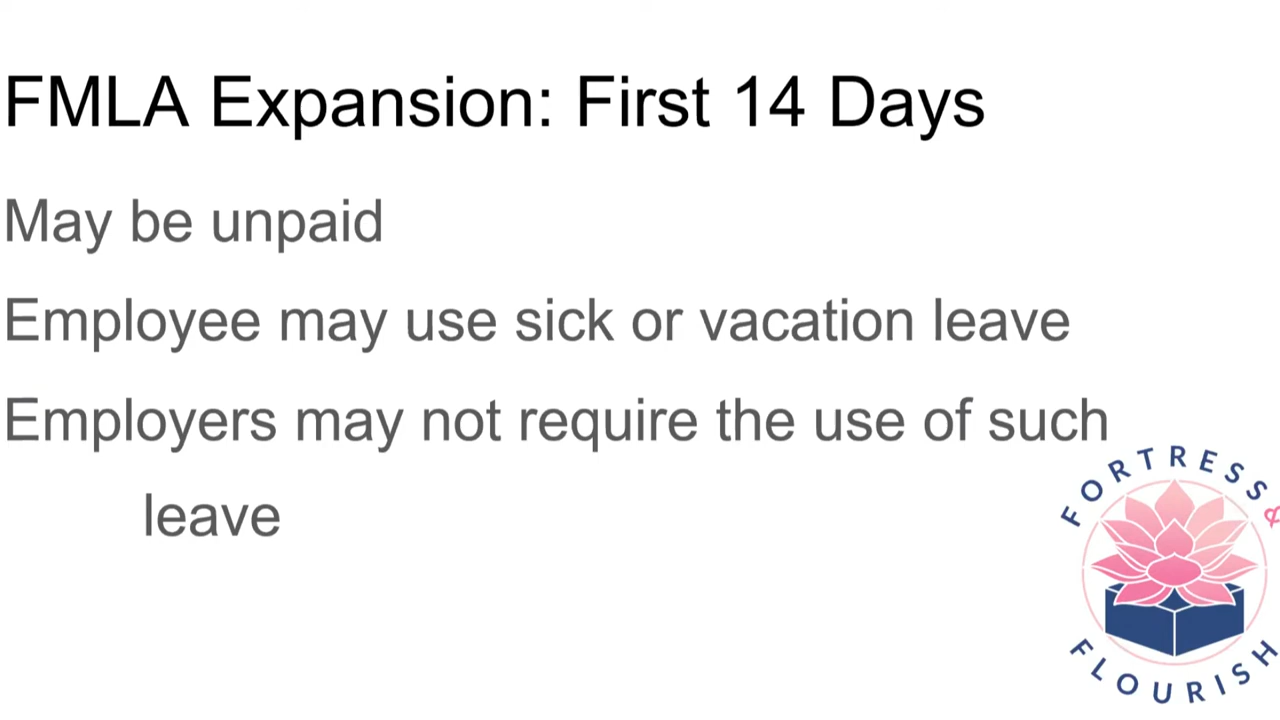 FMLA Expansion: First 14 Days
May be unpaid
Employee may use sick or vacation leave
Employers may not require the use of such
leave
FORTRESS &
FLOURISH